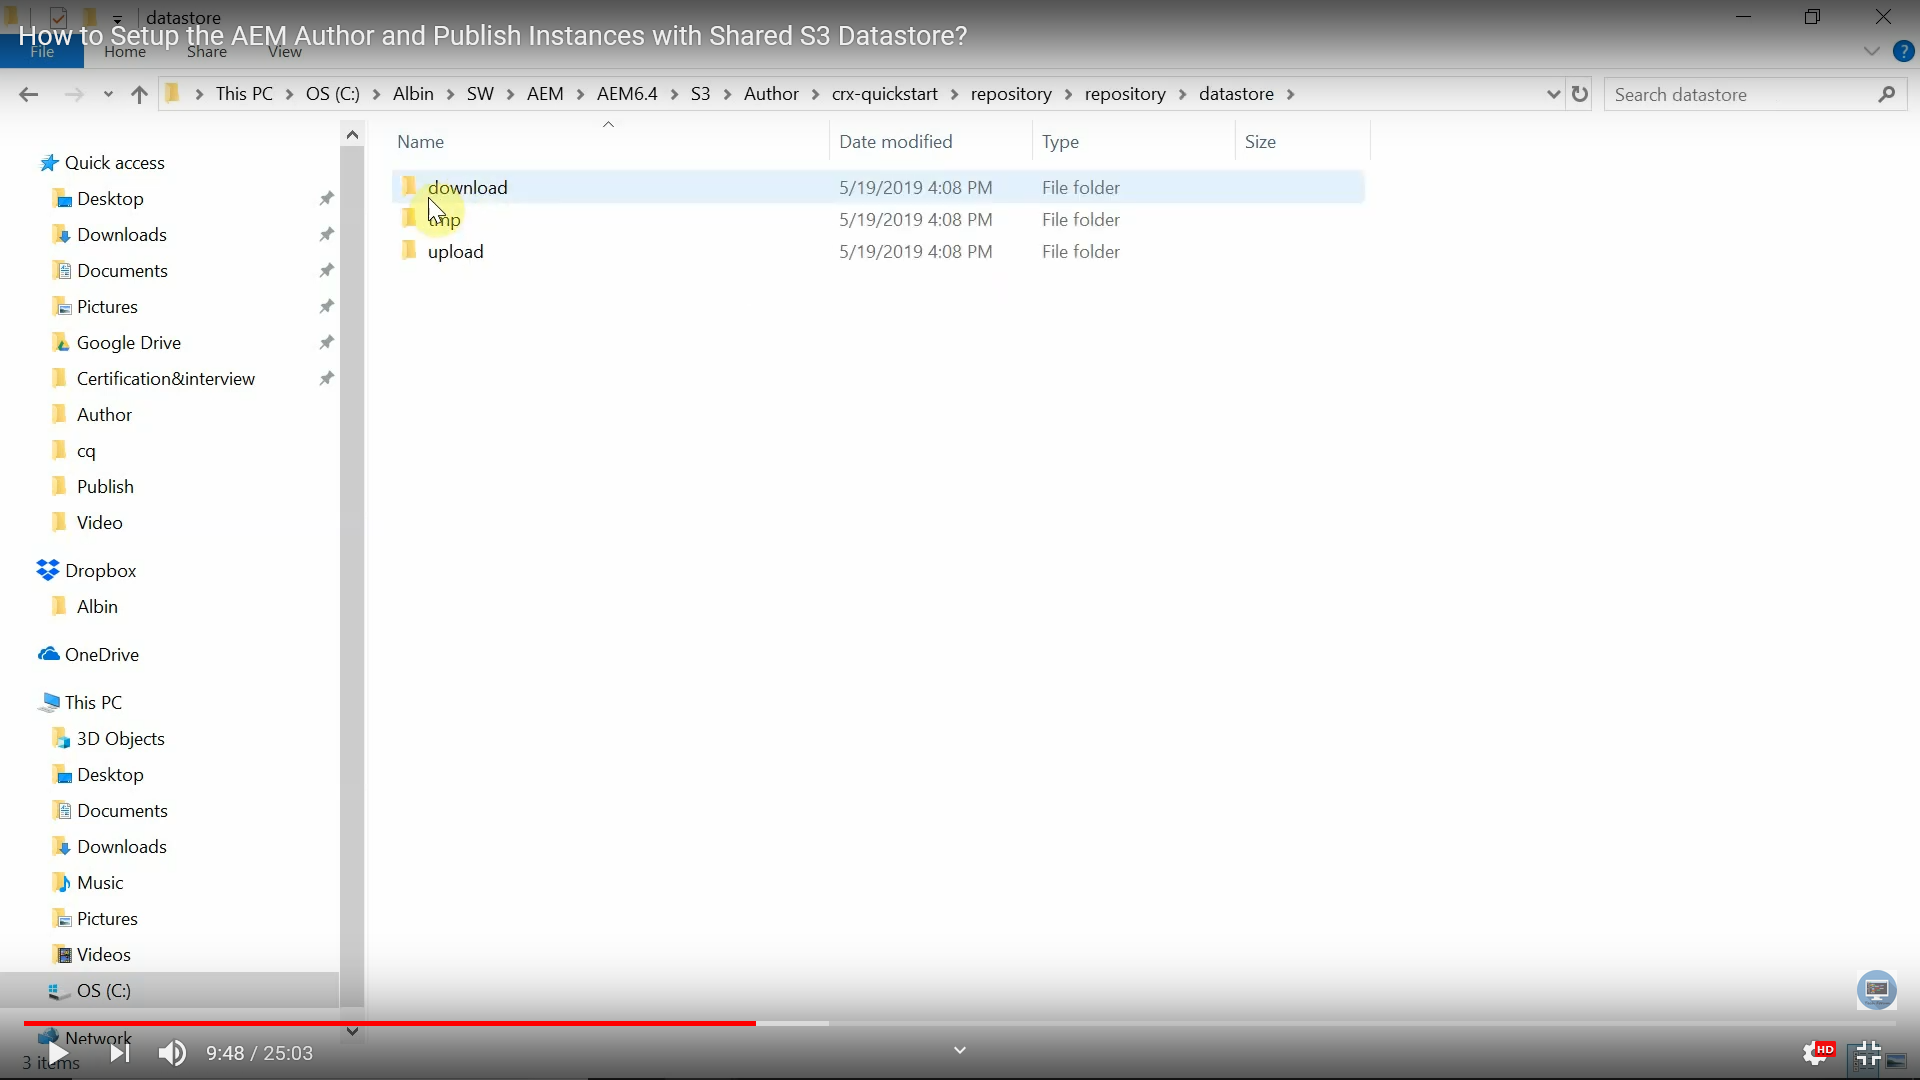 datastore
How to Setup the AEM Author and Publish Instances with Shared S3 Datastore?
File Home Share View
This PC OS (C:) Albin SW AEM AEM6.4 S3 Author crx-quickstart repository repository datastore
Search datastore
Name Date modified Type Size
download 5/19/2019 4:08 PM File folder
5/19/2019 4:08 PM File folder
upload 5/19/2019 4:08 PM File folder
Quick access
Desktop
Downloads
Documents
Pictures
Google Drive
Certification&interview
Author
cq
Publish
Video
Dropbox
Albin
OneDrive
This PC
3D Objects
Desktop
Documents
Downloads
Music
Pictures
Videos
OS (C:)
Network
3 items
9:48 / 25:03
HD